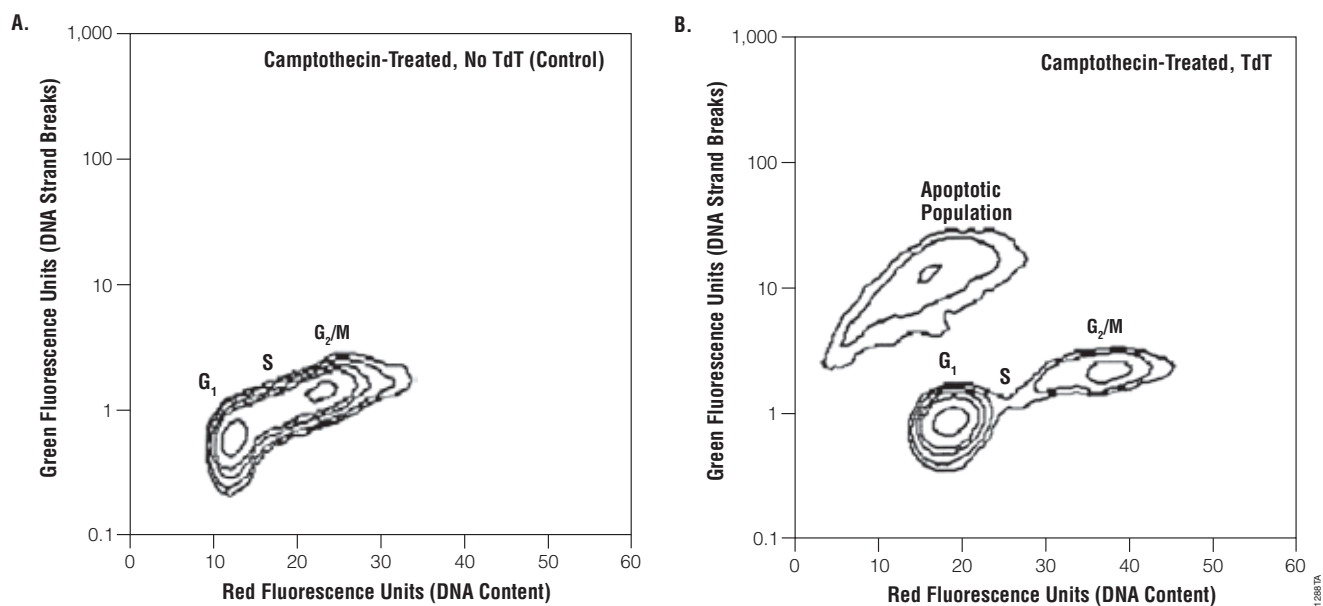 A.
Camptothecin-Treated, No TdT (Control)
Green Fluorescence Units (DNA Strand Breaks)
1,000
100
10
1
0.1
G₁
S
G₂/M
0 10 20 30 40 50 60
Red Fluorescence Units (DNA Content)
B.
Camptothecin-Treated, TdT
Green Fluorescence Units (DNA Strand Breaks)
1,000
100
10
1
0.1
Apoptotic
Population
G₁
S
G₂/M
0 10 20 30 40 50 60
Red Fluorescence Units (DNA Content)
1288TA